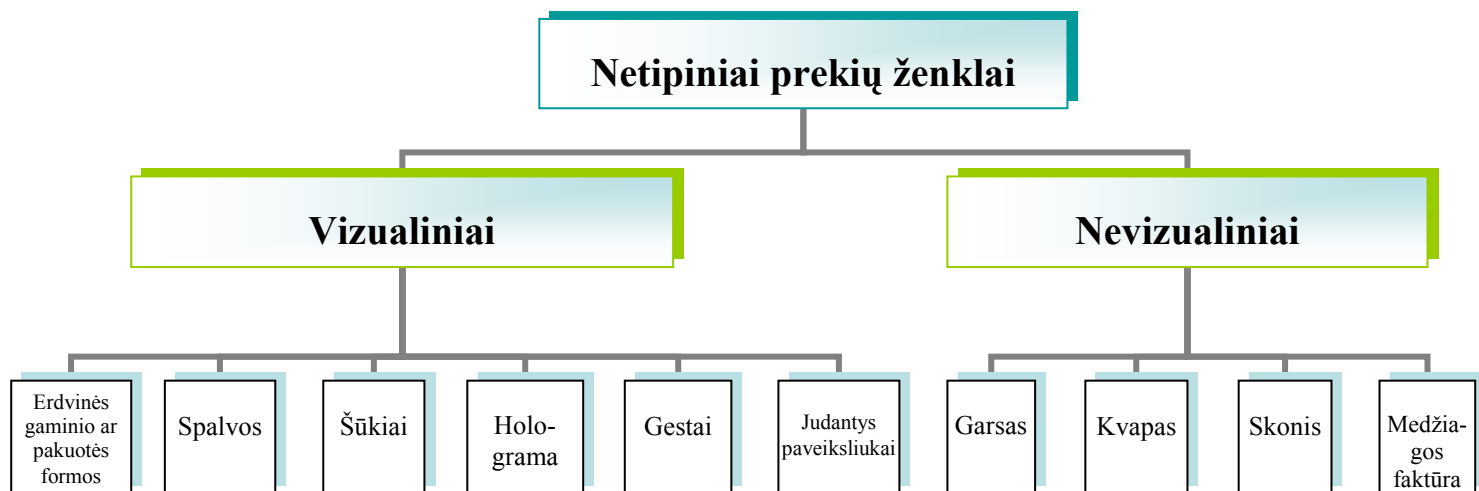 Netipiniai prekių ženklai
Vizualiniai
Nevizualiniai
Erdvinės
gaminio ar
pakuotės
formos
Spalvos
Šūkiai
Holo-
grama
Gestai
Judantys
paveiksliukai
Garsas
Kvapas
Skonis
Medžia-
gos
faktūra